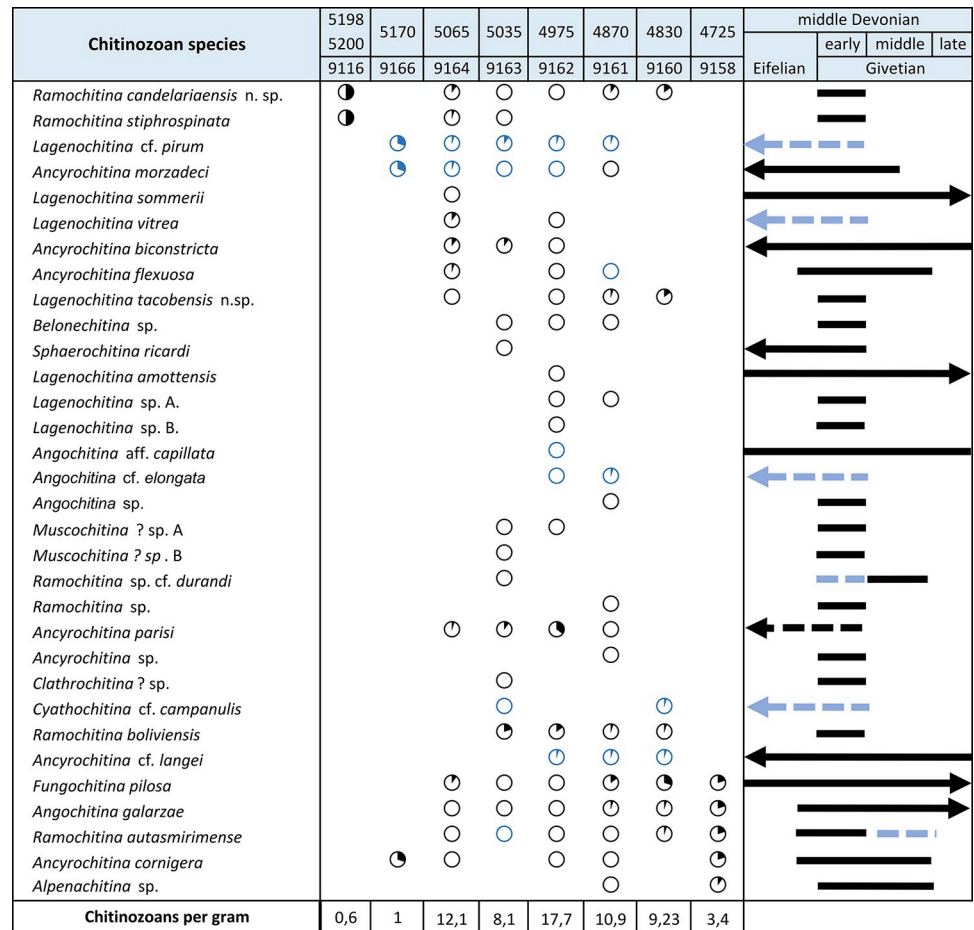 Chitinozoan species 5198 5170 5065 5035 4975 4870 4830 4725 middle Devonian
5200 early middle late
9116 9166 9164 9163 9162 9161 9160 9158 Eifelian Givetian
Ramochitina candelariaensis n. sp.
Ramochitina stiphrospinata
Lagenochitina cf. pirum
Ancyrochitina morzadeci
Lagenochitina sommerii
Lagenochitina vitrea
Ancyrochitina biconstricta
Ancyrochitina flexuosa
Lagenochitina tacobensis n.sp.
Belonechitina sp.
Sphaerochitina ricardi
Lagenochitina amottensis
Lagenochitina sp. A.
Lagenochitina sp. B.
Angochitina aff. capillata
Angochitina cf. elongata
Angochitina sp.
Muscochitina ? sp. A
Muscochitina ? sp . B
Ramochitina sp. cf. durandi
Ramochitina sp.
Ancyrochitina parisi
Ancyrochitina sp.
Clathrochitina ? sp.
Cyathochitina cf. campanulis
Ramochitina boliviensis
Ancyrochitina cf. langei
Fungochitina pilosa
Angochitina galarzae
Ramochitina autasmirimense
Ancyrochitina cornigera
Alpenachitina sp.
Chitinozoans per gram 0,6 1 12,1 8,1 17,7 10,9 9,23 3,4